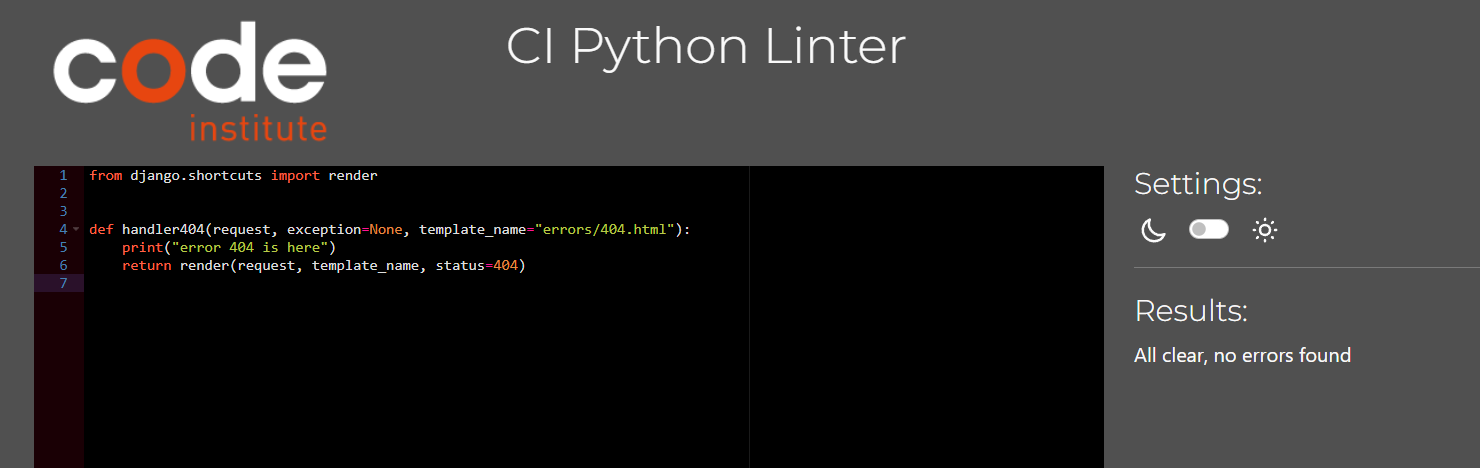 code
institute
CI Python Linter
1 from django.shortcuts import render
2
3
4 def handler404(request, exception=None, template_name="errors/404.html"):
5     print("error 404 is here")
6     return render(request, template_name, status=404)
7
Settings:
Results:
All clear, no errors found